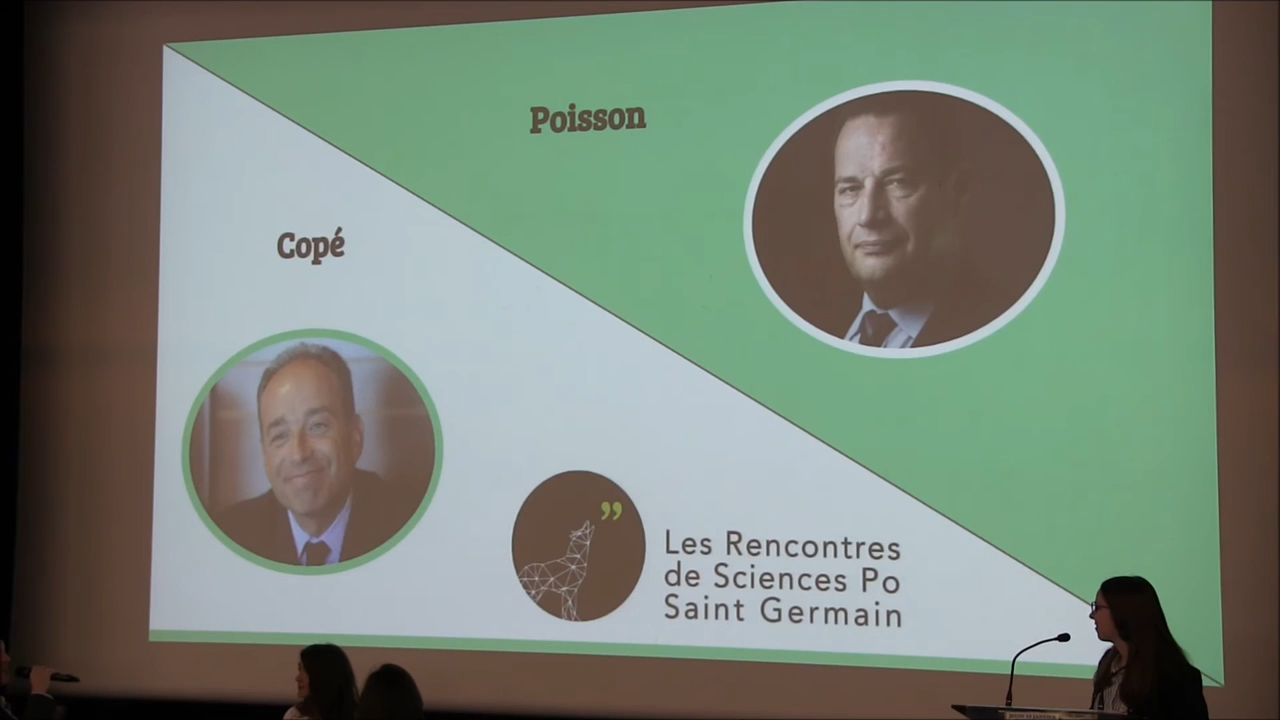 Poisson
Copé
Les Rencontres
de Sciences Po
Saint Germain